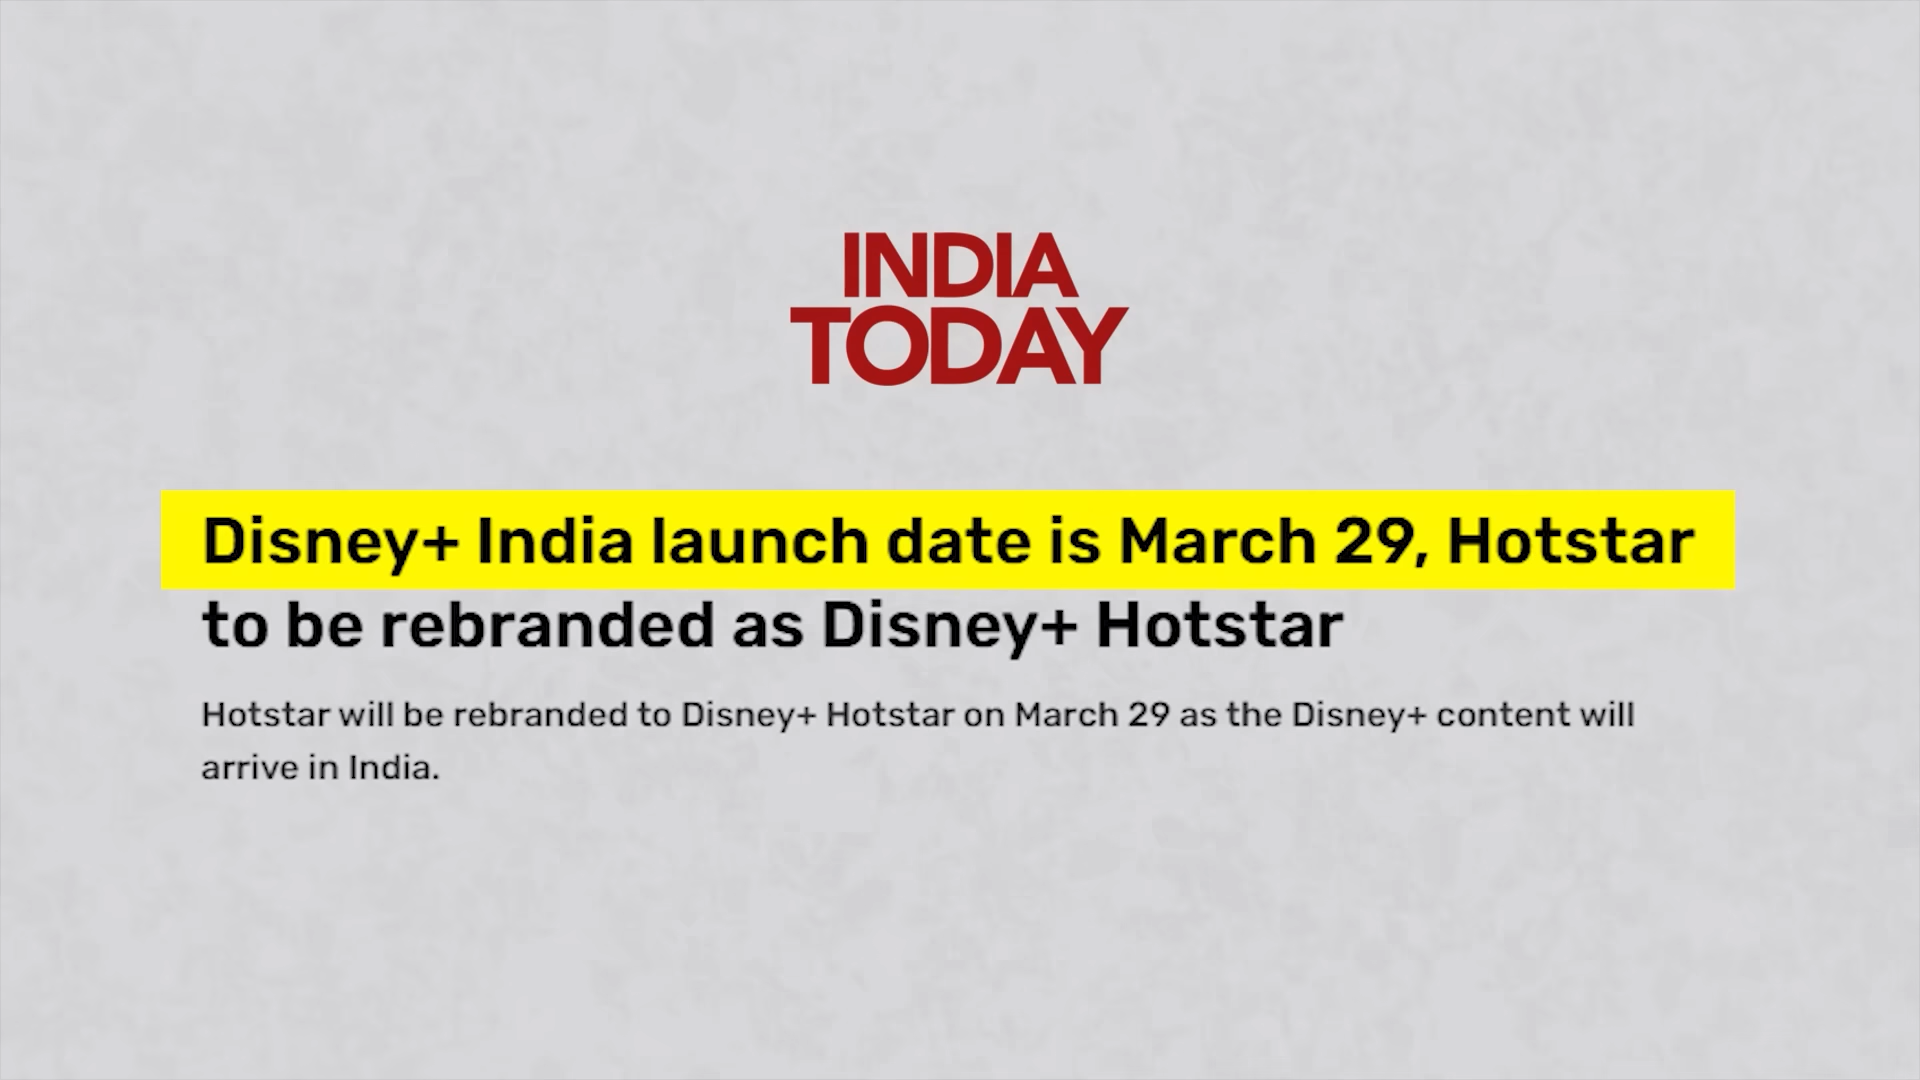 INDIA
TODAY
Disney+ India launch date is March 29, Hotstar
to be rebranded as Disney+ Hotstar
Hotstar will be rebranded to Disney+ Hotstar on March 29 as the Disney+ content will
arrive in India.